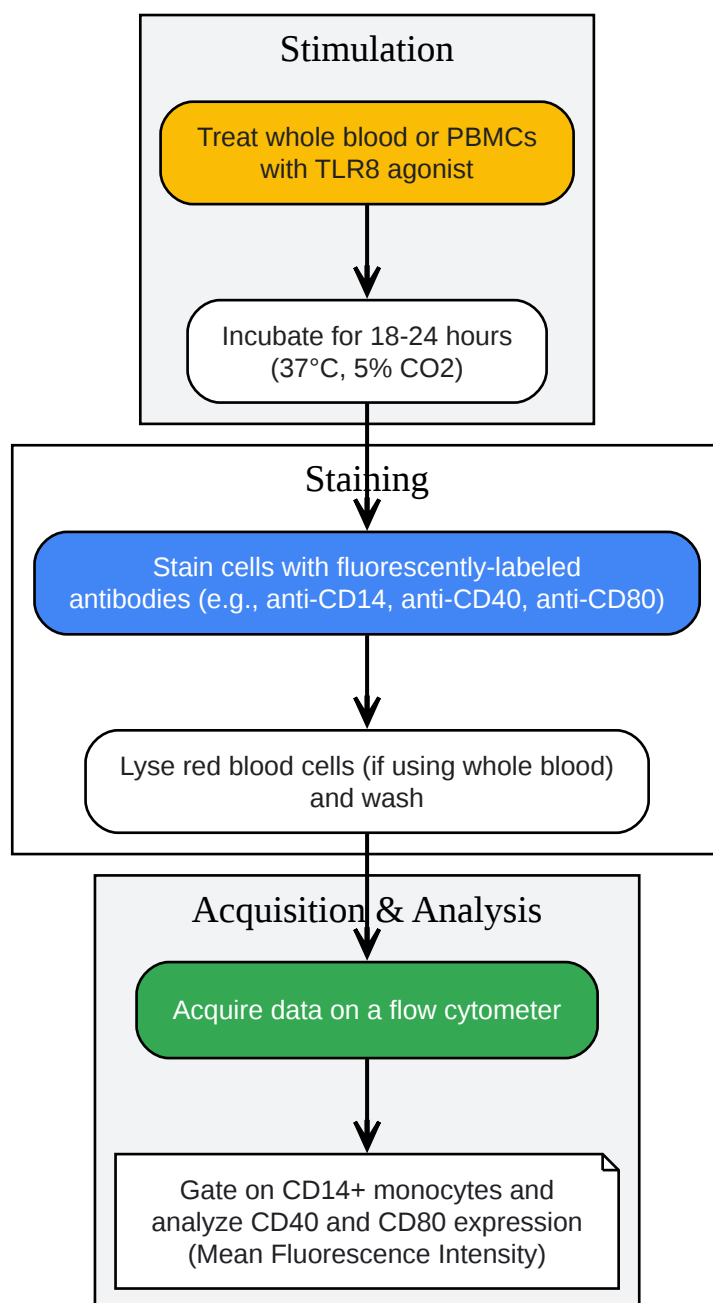 Stimulation
Treat whole blood or PBMCs
with TLR8 agonist
Incubate for 18-24 hours
(37°C, 5% CO2)
Staining
Stain cells with fluorescently-labeled
antibodies (e.g., anti-CD14, anti-CD40, anti-CD80)
Lyse red blood cells (if using whole blood)
and wash
Acquisition & Analysis
Acquire data on a flow cytometer
Gate on CD14+ monocytes and
analyze CD40 and CD80 expression
(Mean Fluorescence Intensity)